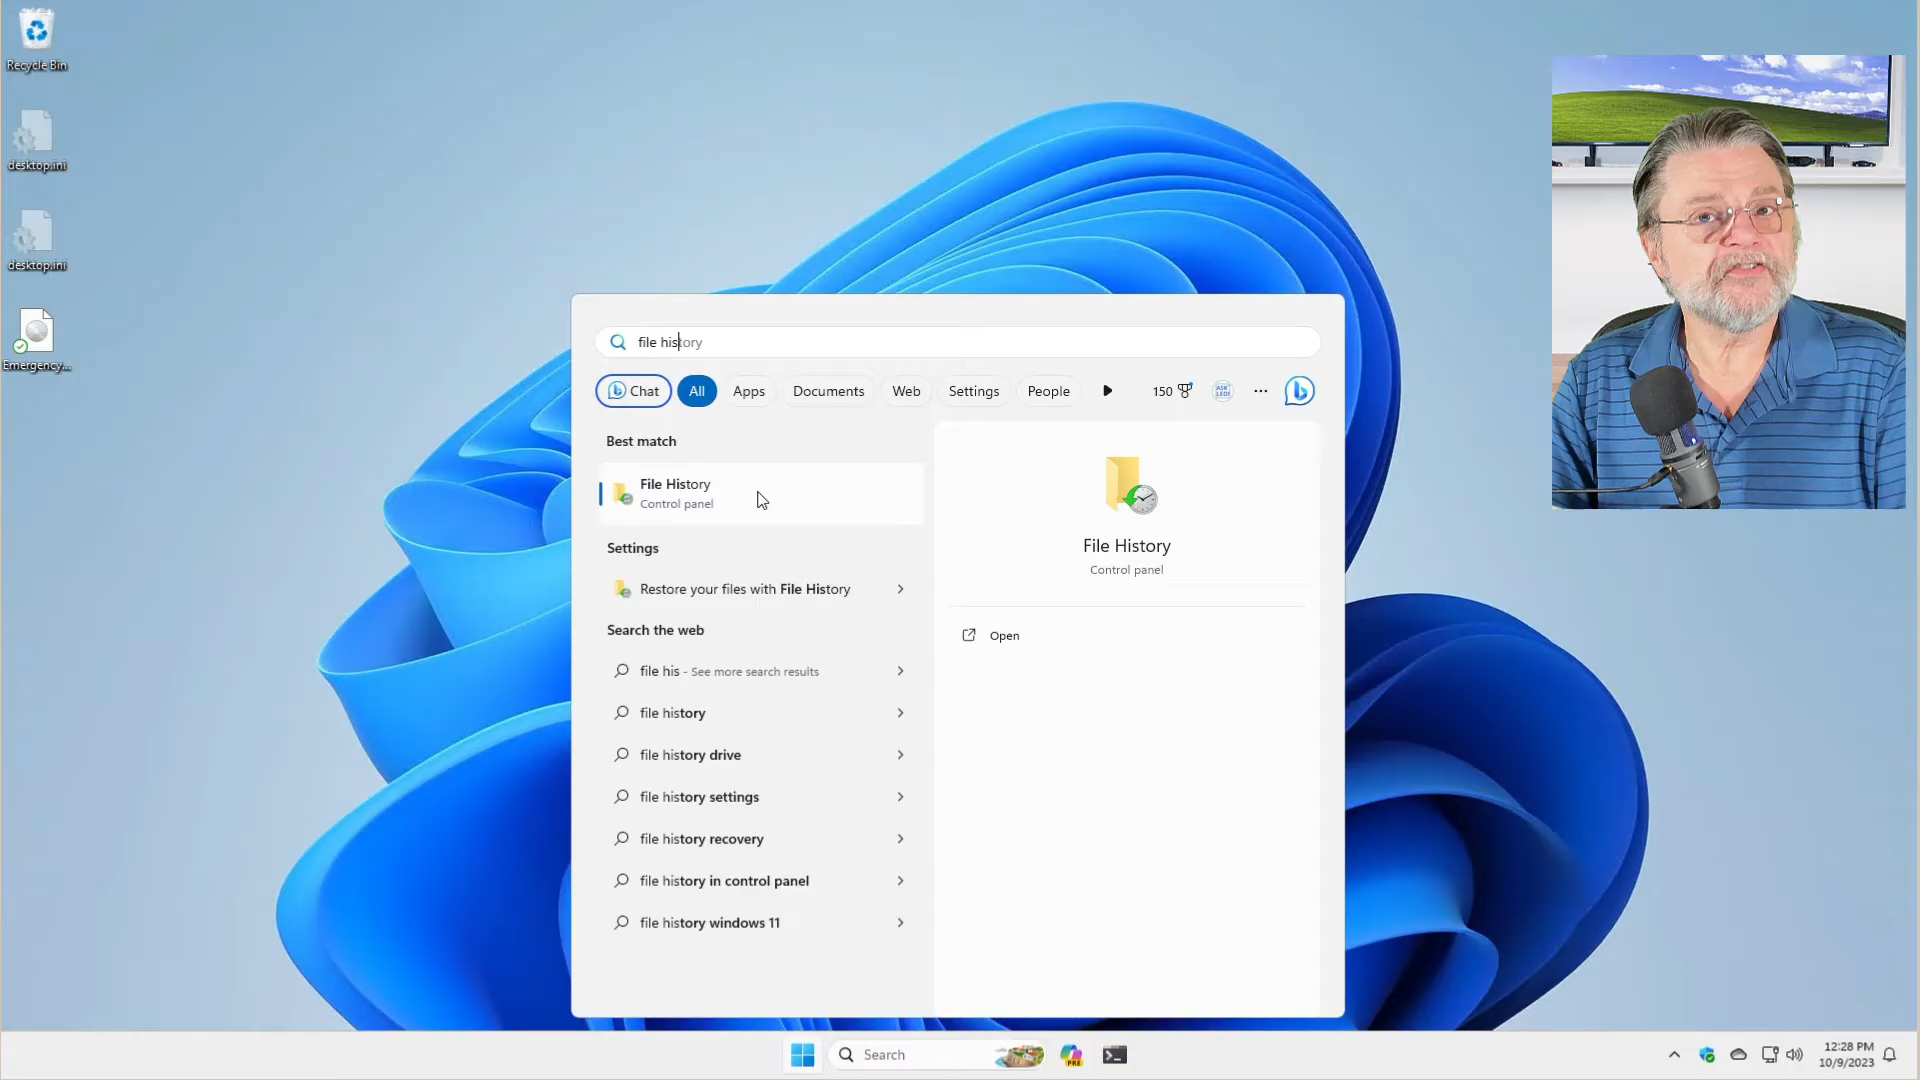 Recycle Bin
desktop.ini
desktop.ini
Emergency...
file history
Chat
All
Apps
Documents
Web
Settings
People
150
ASK LEO!
Best match
File History
Control panel
Settings
Restore your files with File History
Search the web
file his - See more search results
file history
file history drive
file history settings
file history recovery
file history in control panel
file history windows 11
File History
Control panel
Open
Search
PRE
12:28 PM
10/9/2023